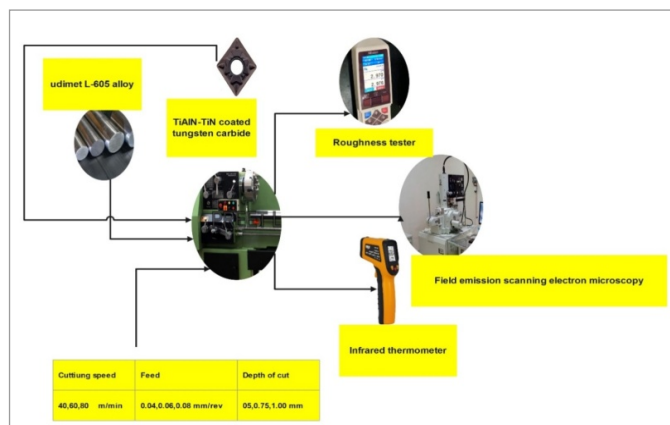 udimet L-605 alloy
TiAlN-TiN coated
tungsten carbide
Roughness tester
Field emission scanning electron microscopy
Infrared thermometer
Cuttiung speed Feed Depth of cut
40,60,80 m/min 0.04,0.06,0.08 mm/rev 05,0.75,1.00 mm